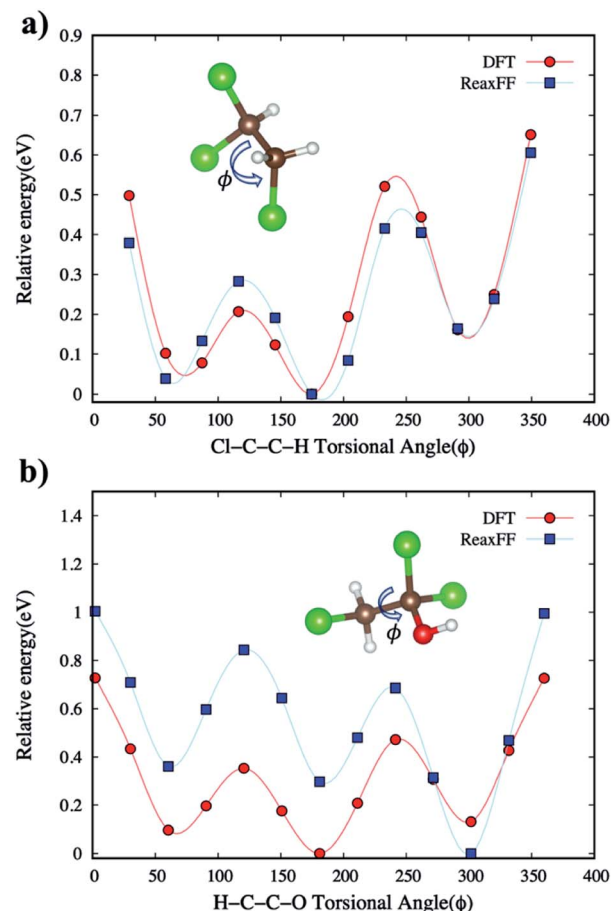 a)
0.9
0.8
0.7
0.6
0.5
0.4
0.3
0.2
0.1
0
Relative energy(eV)
DFT
ReaxFF
ϕ
0 50 100 150 200 250 300 350 400
Cl–C–C–H Torsional Angle(ϕ)
b)
1.4
1.2
1
0.8
0.6
0.4
0.2
0
Relative energy(eV)
DFT
ReaxFF
ϕ
0 50 100 150 200 250 300 350 400
H–C–C–O Torsional Angle(ϕ)